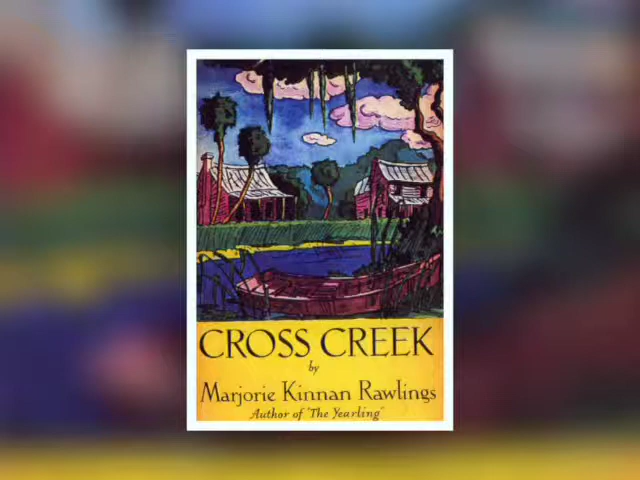 CROSS CREEK
by
Marjorie Kinnan Rawlings
Author of "The Yearling"